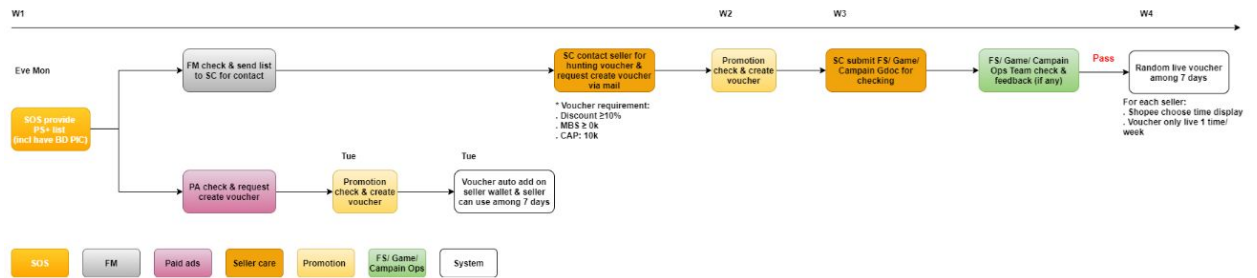 W1
W2
W3
W4
Eve Mon
SOS provide
PS+ list
(incl have BD PIC)
FM check & send list
to SC for contact
SC contact seller for
hunting voucher &
request create voucher
via mail
* Voucher requirement:
. Discount ≥10%
. MBS ≥ 0k
. CAP: 10k
Promotion
check & create
voucher
SC submit FS/ Game/
Campain Gdoc for
checking
FS/ Game/ Campain
Ops Team check &
feedback (if any)
Pass
Random live voucher
among 7 days
For each seller:
. Shopee choose time display
. Voucher only live 1 time/
week
PA check & request
create voucher
Tue
Promotion
check & create
voucher
Tue
Voucher auto add on
seller wallet & seller
can use among 7 days
SOS
FM
Paid ads
Seller care
Promotion
FS/ Game/
Campain Ops
System